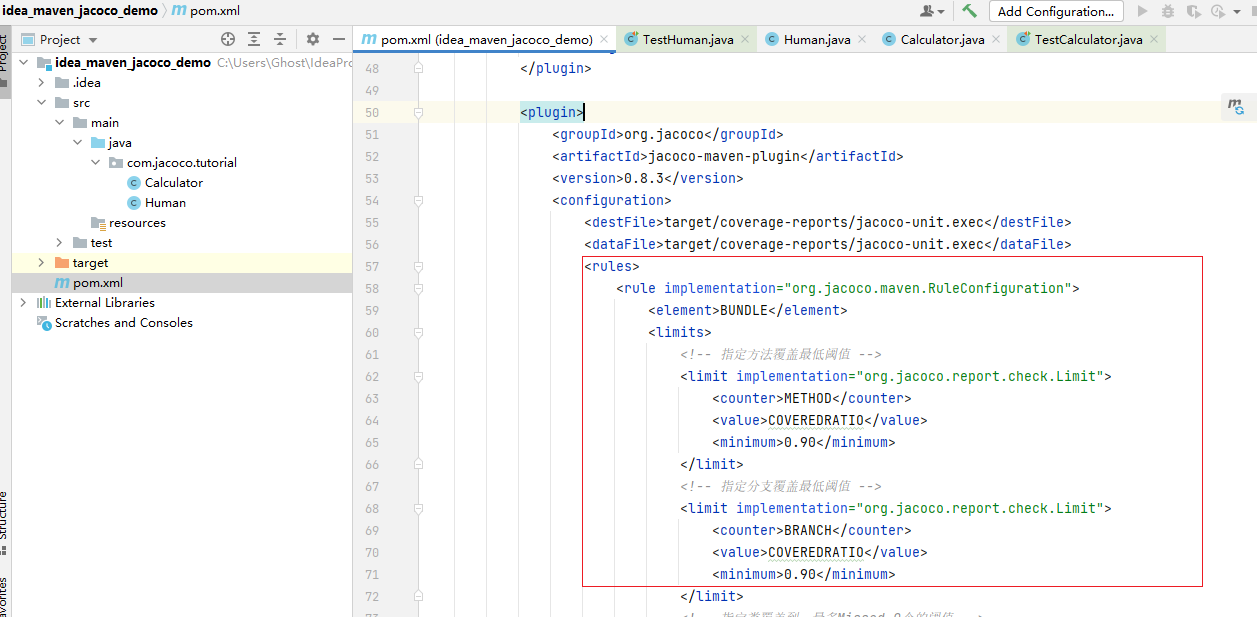 idea_maven_jacoco_demo pom.xml
Add Configuration...
Project
pom.xml (idea_maven_jacoco_demo)
TestHuman.java
Human.java
Calculator.java
TestCalculator.java
Project
idea_maven_jacoco_demo C:\Users\Ghost\IdeaPro
.idea
src
main
java
com.jacoco.tutorial
Calculator
Human
resources
test
target
pom.xml
External Libraries
Scratches and Consoles
Structure
48 </plugin>
49
50 <plugin>
51 <groupId>org.jacoco</groupId>
52 <artifactId>jacoco-maven-plugin</artifactId>
53 <version>0.8.3</version>
54 <configuration>
55 <destFile>target/coverage-reports/jacoco-unit.exec</destFile>
56 <dataFile>target/coverage-reports/jacoco-unit.exec</dataFile>
57 <rules>
58 <rule implementation="org.jacoco.maven.RuleConfiguration">
59 <element>BUNDLE</element>
60 <limits>
61 <!-- 指定方法覆盖最低阈值 -->
62 <limit implementation="org.jacoco.report.check.Limit">
63 <counter>METHOD</counter>
64 <value>COVEREDRATIO</value>
65 <minimum>0.90</minimum>
66 </limit>
67 <!-- 指定分支覆盖最低阈值 -->
68 <limit implementation="org.jacoco.report.check.Limit">
69 <counter>BRANCH</counter>
70 <value>COVEREDRATIO</value>
71 <minimum>0.90</minimum>
72 </limit>